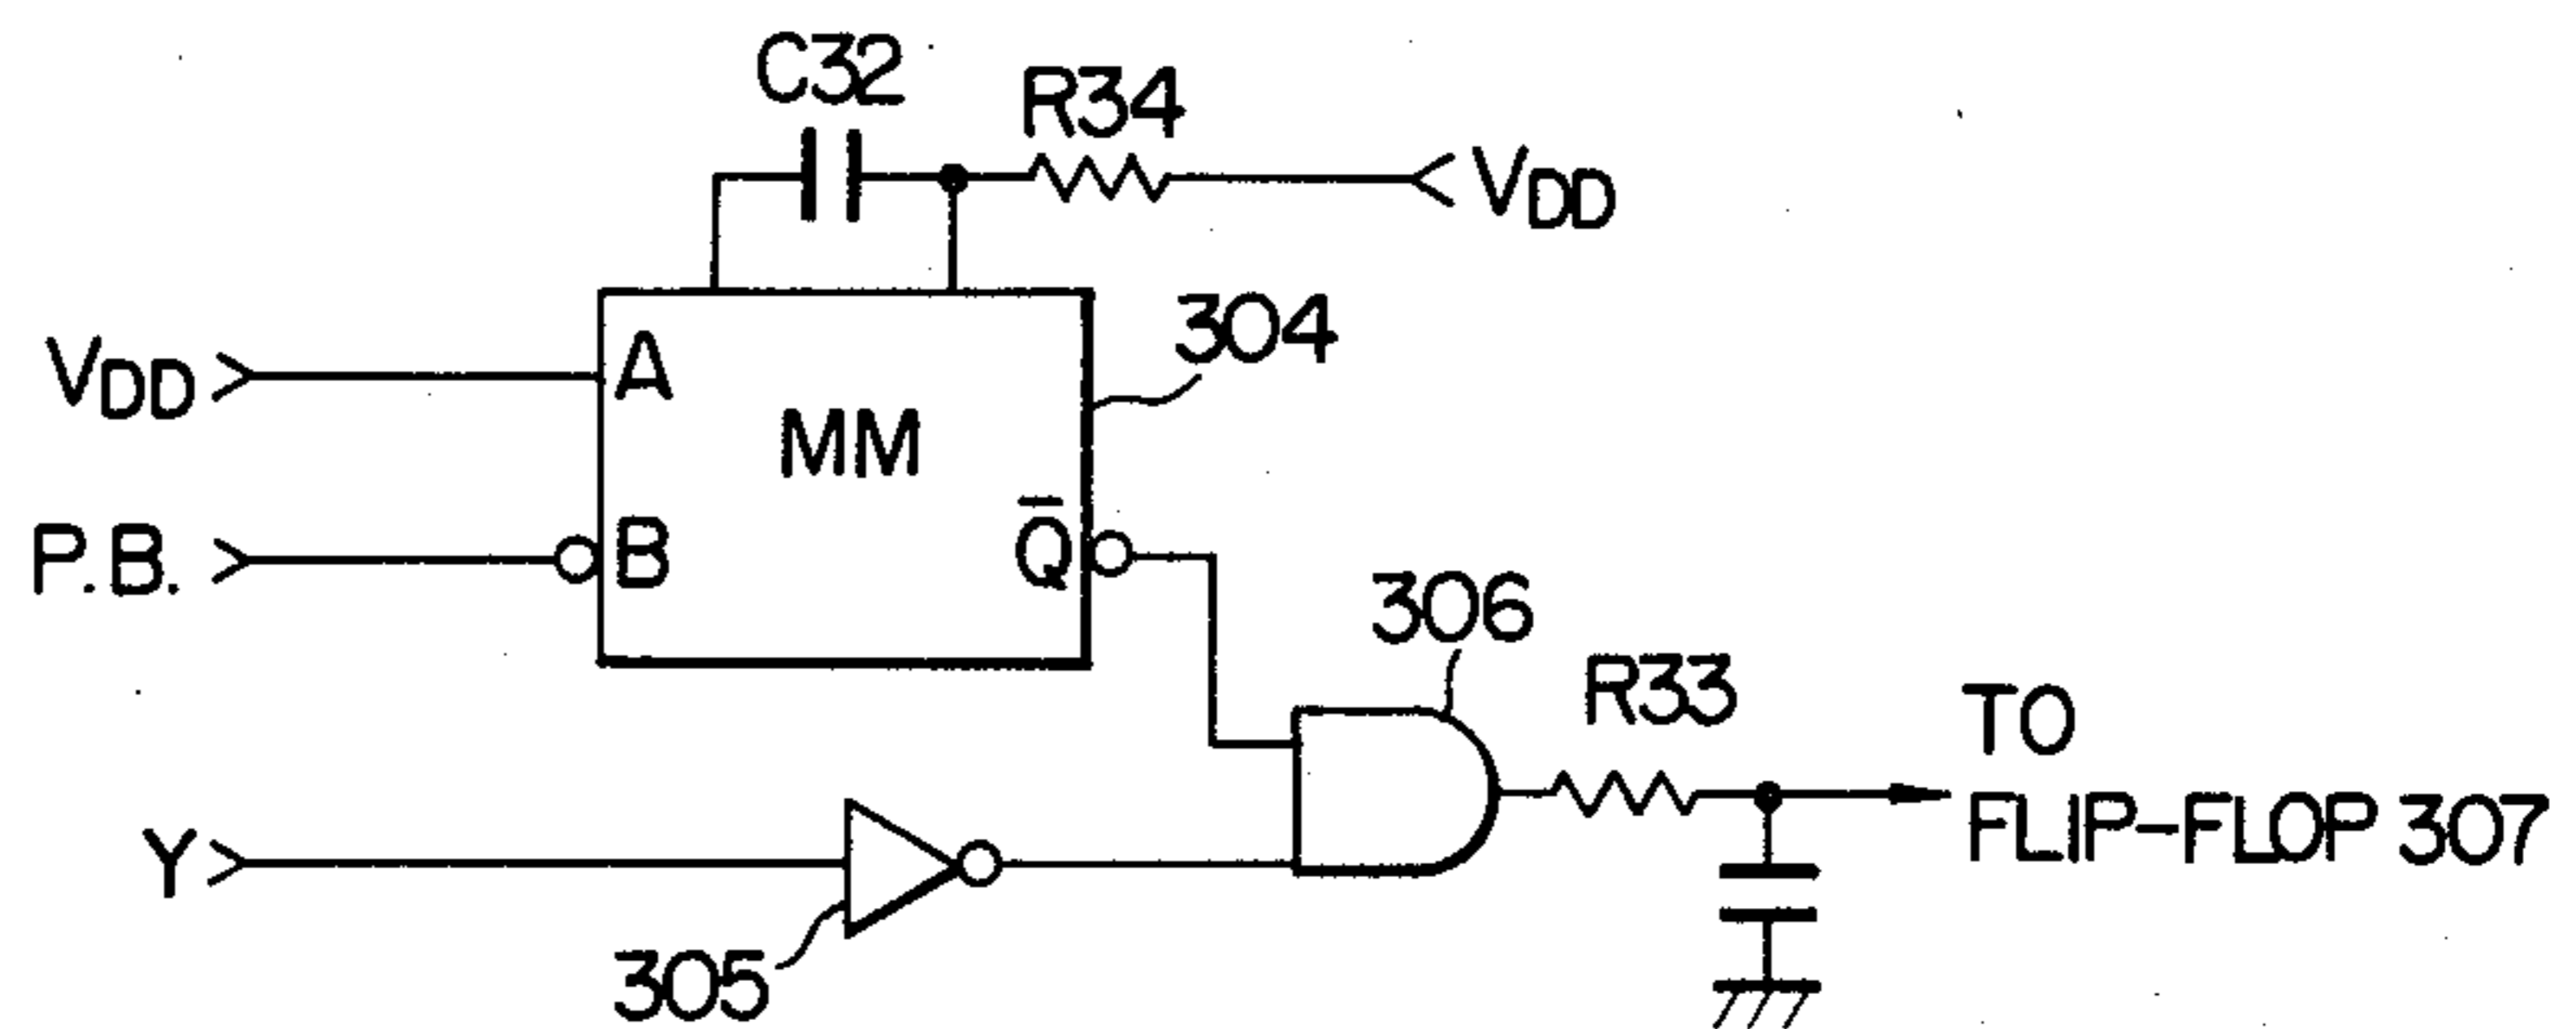 C32
R34
VDD
304
VDD
A
MM
P.B.
B
Q̅
306
R33
TO
FLIP-FLOP 307
Y
305